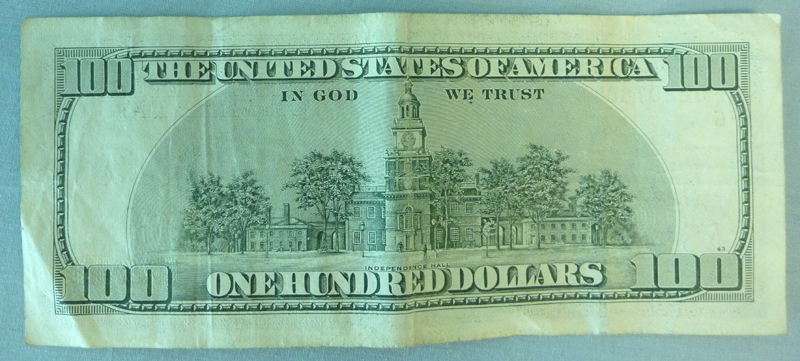 100 THE UNITED STATES OF AMERICA 100
IN GOD WE TRUST
INDEPENDENCE HALL
100 ONE HUNDRED DOLLARS 100